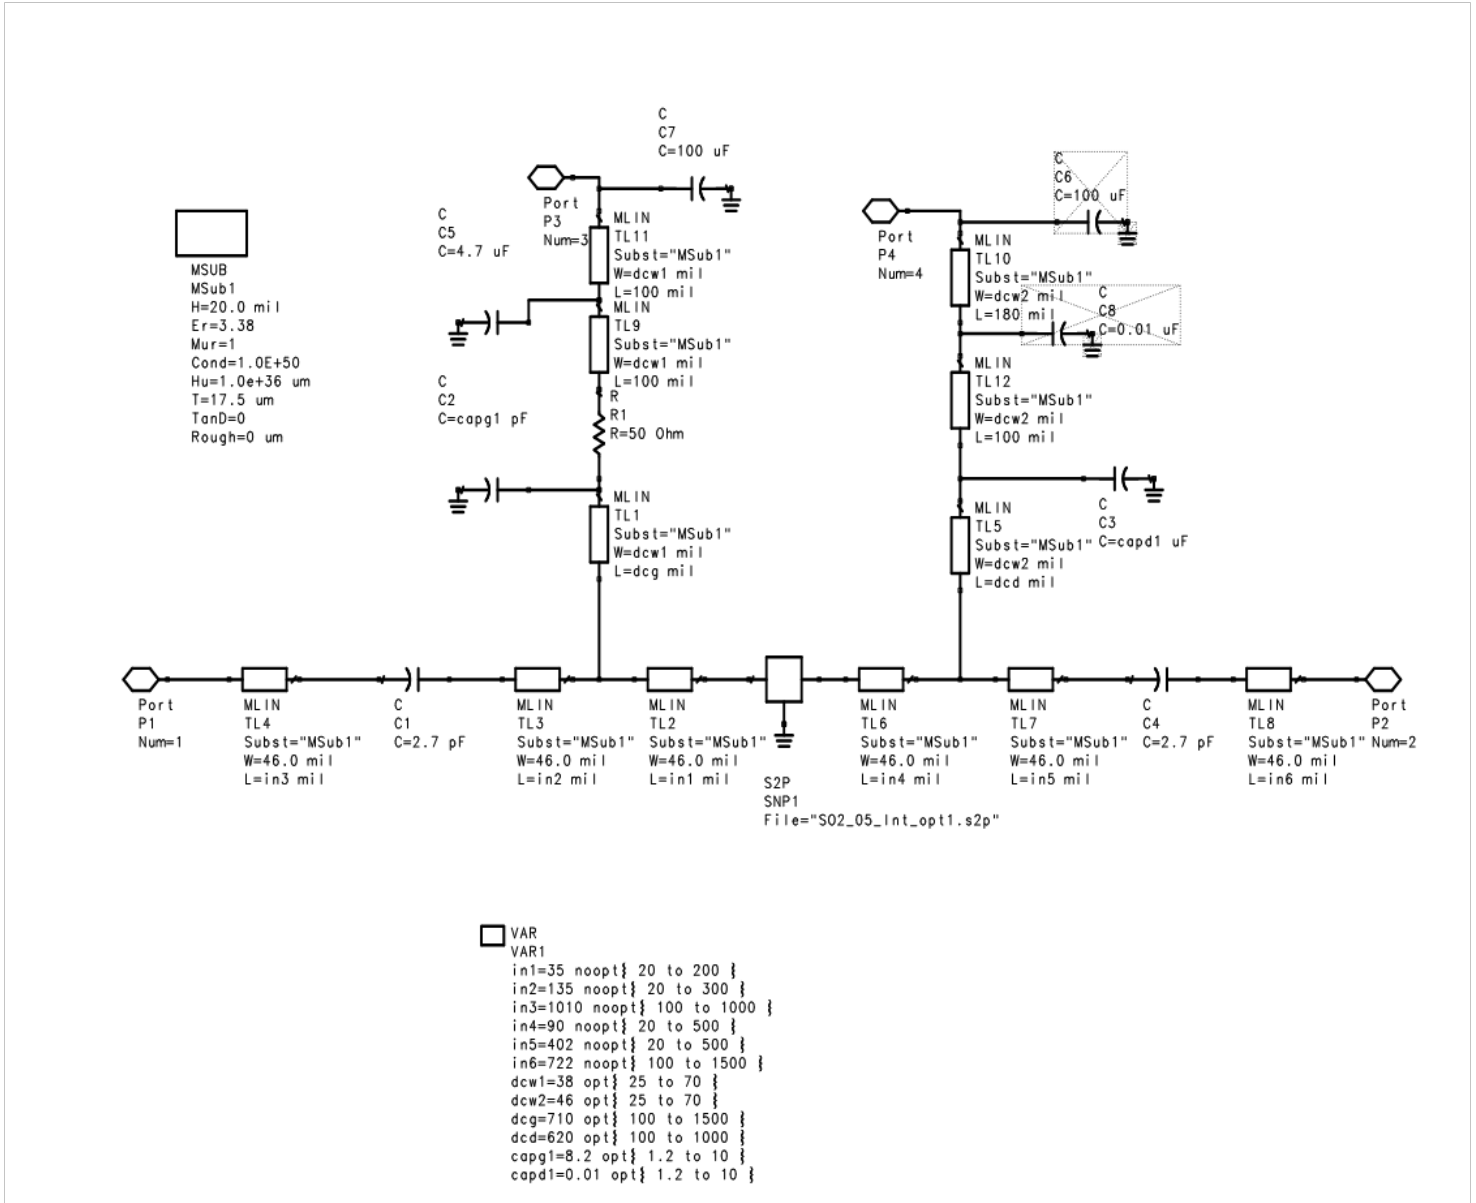 C
C7
C=100 uF
Port
P3
Num=3
C
C5
C=4.7 uF
MLIN
TL11
Subst="MSub1"
W=dcw1 mil
L=100 mil
C
C6
C=100 uF
Port
P4
Num=4
MLIN
TL10
Subst="MSub1"
W=dcw2 mil
L=180 mil
C
C8
C=0.01 uF
MSUB
MSub1
H=20.0 mil
Er=3.38
Mur=1
Cond=1.0E+50
Hu=1.0e+36 um
T=17.5 um
TanD=0
Rough=0 um
MLIN
TL9
Subst="MSub1"
W=dcw1 mil
L=100 mil
C
C2
C=capg1 pF
R
R1
R=50 Ohm
MLIN
TL12
Subst="MSub1"
W=dcw2 mil
L=100 mil
MLIN
TL1
Subst="MSub1"
W=dcw1 mil
L=dcg mil
MLIN
TL5
Subst="MSub1"
W=dcw2 mil
L=dcd mil
C
C3
C=capd1 uF
Port
P1
Num=1
MLIN
TL4
Subst="MSub1"
W=46.0 mil
L=in3 mil
C
C1
C=2.7 pF
MLIN
TL3
Subst="MSub1"
W=46.0 mil
L=in2 mil
MLIN
TL2
Subst="MSub1"
W=46.0 mil
L=in1 mil
S2P
SNP1
File="S02_05_Int_opt1.s2p"
MLIN
TL6
Subst="MSub1"
W=46.0 mil
L=in4 mil
MLIN
TL7
Subst="MSub1"
W=46.0 mil
L=in5 mil
C
C4
C=2.7 pF
MLIN
TL8
Subst="MSub1"
W=46.0 mil
L=in6 mil
Port
P2
Num=2
VAR
VAR1
in1=35 noopt{ 20 to 200 }
in2=135 noopt{ 20 to 300 }
in3=1010 noopt{ 100 to 1000 }
in4=90 noopt{ 20 to 500 }
in5=402 noopt{ 20 to 500 }
in6=722 noopt{ 100 to 1500 }
dcw1=38 opt{ 25 to 70 }
dcw2=46 opt{ 25 to 70 }
dcg=710 opt{ 100 to 1500 }
dcd=620 opt{ 100 to 1000 }
capg1=8.2 opt{ 1.2 to 10 }
capd1=0.01 opt{ 1.2 to 10 }